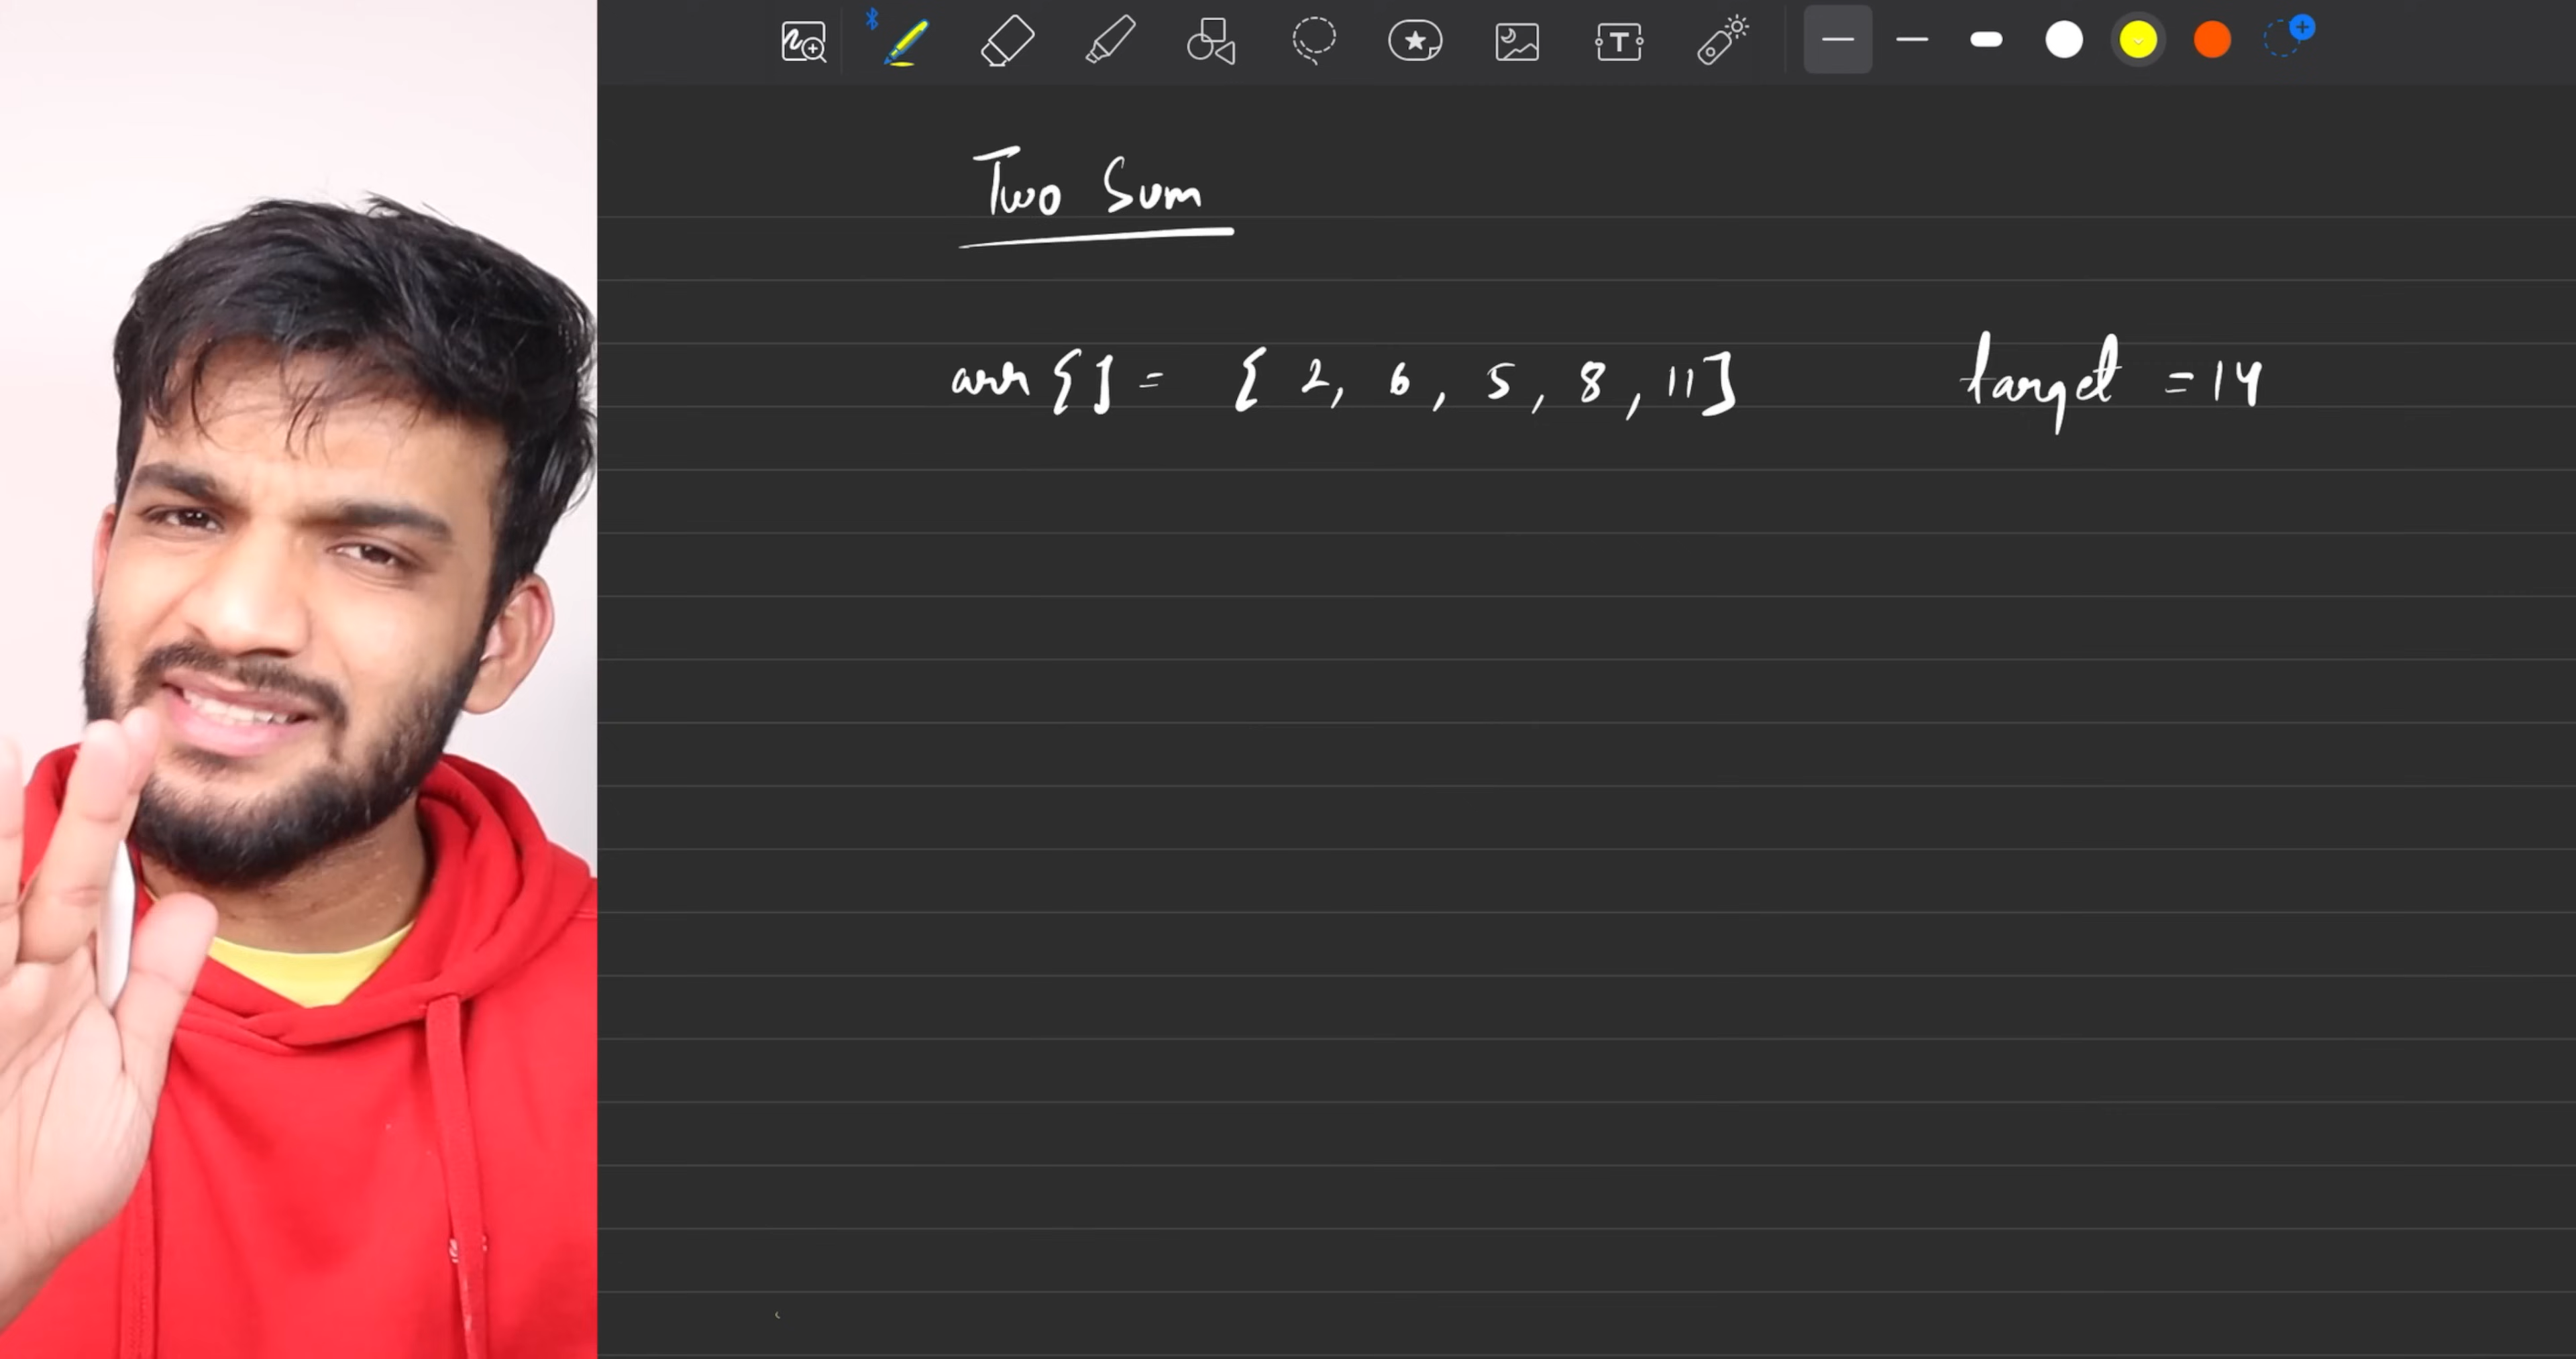 Two Sum
arr [] = [ 2, 6, 5, 8, 11] target = 14